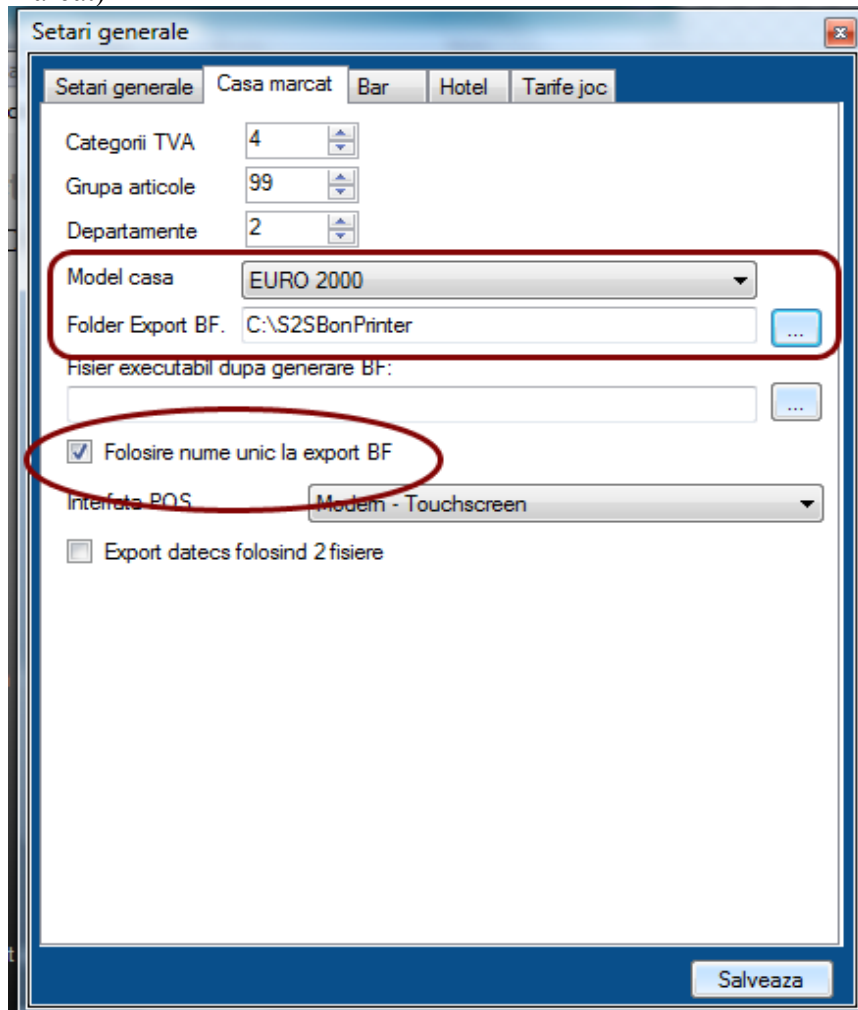 Setari generale
Setari generale Casa marcat Bar Hotel Tarife joc
Categorii TVA 4
Grupa articole 99
Departamente 2
Model casa EURO 2000
Folder Export BF. C:\S2SBonPrinter ...
Fisier executabil dupa generare BF:
...
Folosire nume unic la export BF
Interfata POS Modern - Touchscreen
Export datecs folosind 2 fisiere
Salveaza